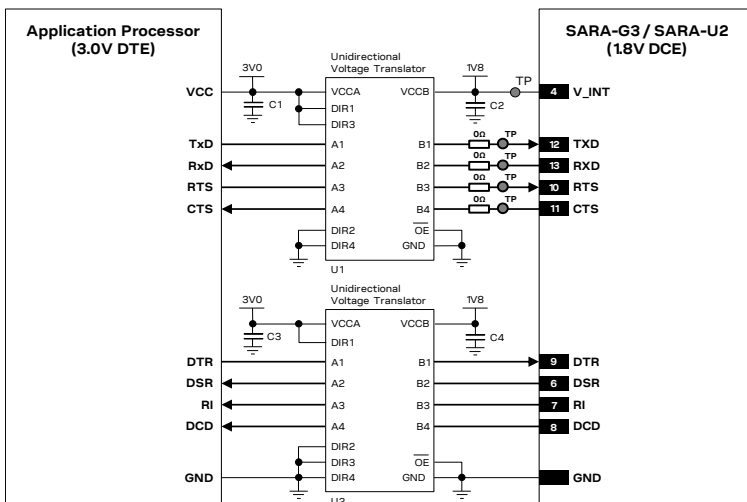 Application Processor
(3.0V DTE)
SARA-G3 / SARA-U2
(1.8V DCE)
Unidirectional
Voltage Translator
3V0
1V8
TP
VCC
C1
VCCA
VCCB
C2
4
V_INT
DIR1
DIR3
0Ω TP
TxD
A1
B1
12
TXD
0Ω TP
RxD
A2
B2
13
RXD
0Ω TP
RTS
A3
B3
10
RTS
0Ω TP
CTS
A4
B4
11
CTS
DIR2
OE
DIR4
GND
U1
Unidirectional
Voltage Translator
3V0
1V8
VCCA
VCCB
C3
C4
DIR1
DTR
A1
B1
9
DTR
DSR
A2
B2
6
DSR
RI
A3
B3
7
RI
DCD
A4
B4
8
DCD
DIR2
DIR3
OE
GND
DIR4
GND
GND
U2